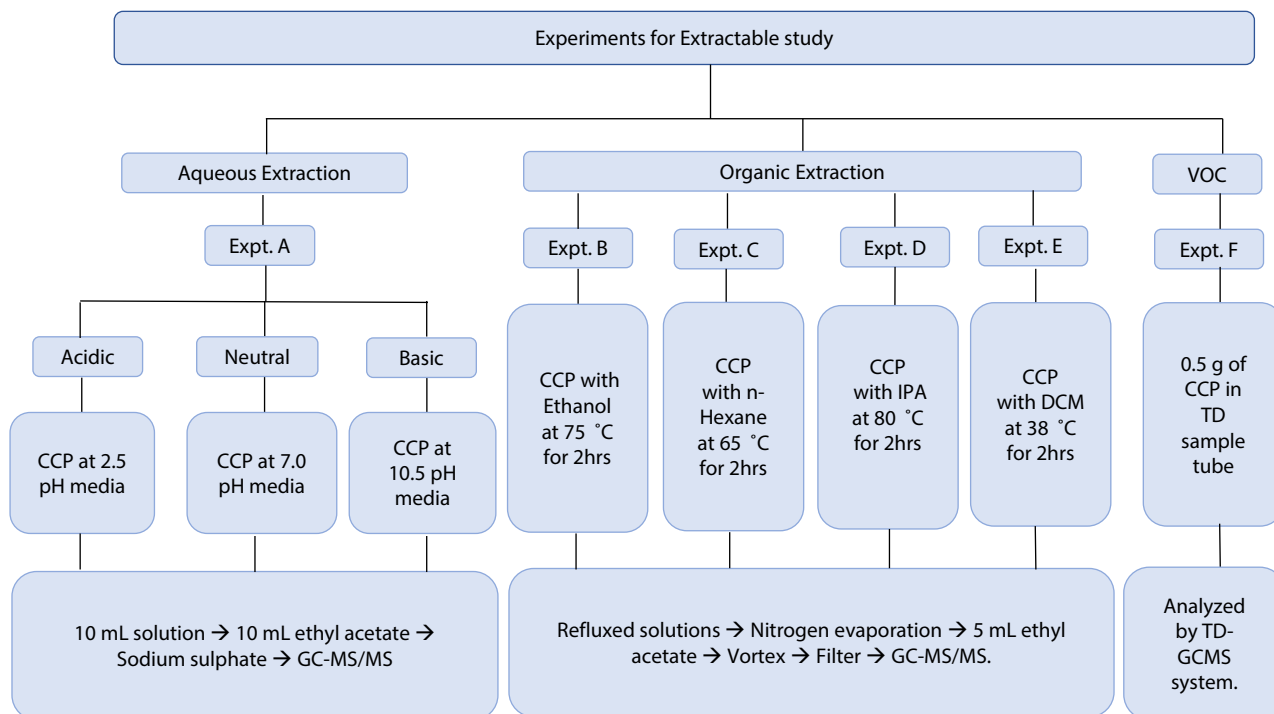 Experiments for Extractable study
Aqueous Extraction
Organic Extraction
VOC
Expt. A
Expt. B
Expt. C
Expt. D
Expt. E
Expt. F
Acidic
Neutral
Basic
CCP at 2.5
pH media
CCP at 7.0
pH media
CCP at
10.5 pH
media
CCP with
Ethanol
at 75 ˚C
for 2hrs
CCP
with n-
Hexane
at 65 ˚C
for 2hrs
CCP
with IPA
at 80 ˚C
for 2hrs
CCP
with DCM
at 38 ˚C
for 2hrs
0.5 g of
CCP in
TD
sample
tube
10 mL solution → 10 mL ethyl acetate →
Sodium sulphate → GC-MS/MS
Refluxed solutions → Nitrogen evaporation → 5 mL ethyl
acetate → Vortex → Filter → GC-MS/MS.
Analyzed
by TD-
GCMS
system.